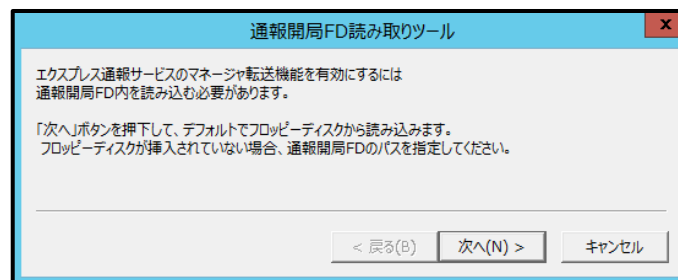 通報開局FD読み取りツール
x
エクスプレス通報サービスのマネージャ転送機能を有効にするには
通報開局FD内を読み込む必要があります。
「次へ」ボタンを押下して、デフォルトでフロッピーディスクから読み込みます。
フロッピーディスクが挿入されていない場合、通報開局FDのパスを指定してください。
< 戻る(B)
次へ(N) >
キャンセル